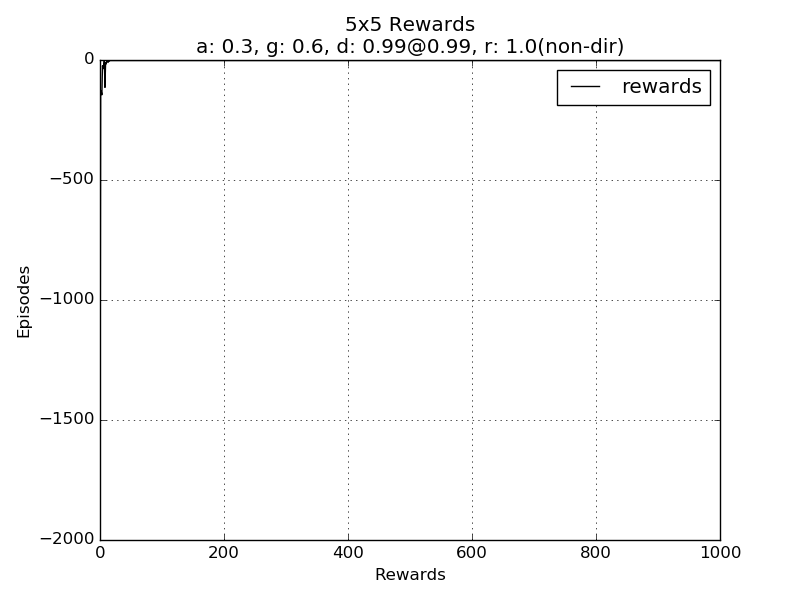 5x5 Rewards
a: 0.3, g: 0.6, d: 0.99@0.99, r: 1.0(non-dir)
rewards
0
−500
−1000
−1500
−2000
Episodes
0 200 400 600 800 1000
Rewards